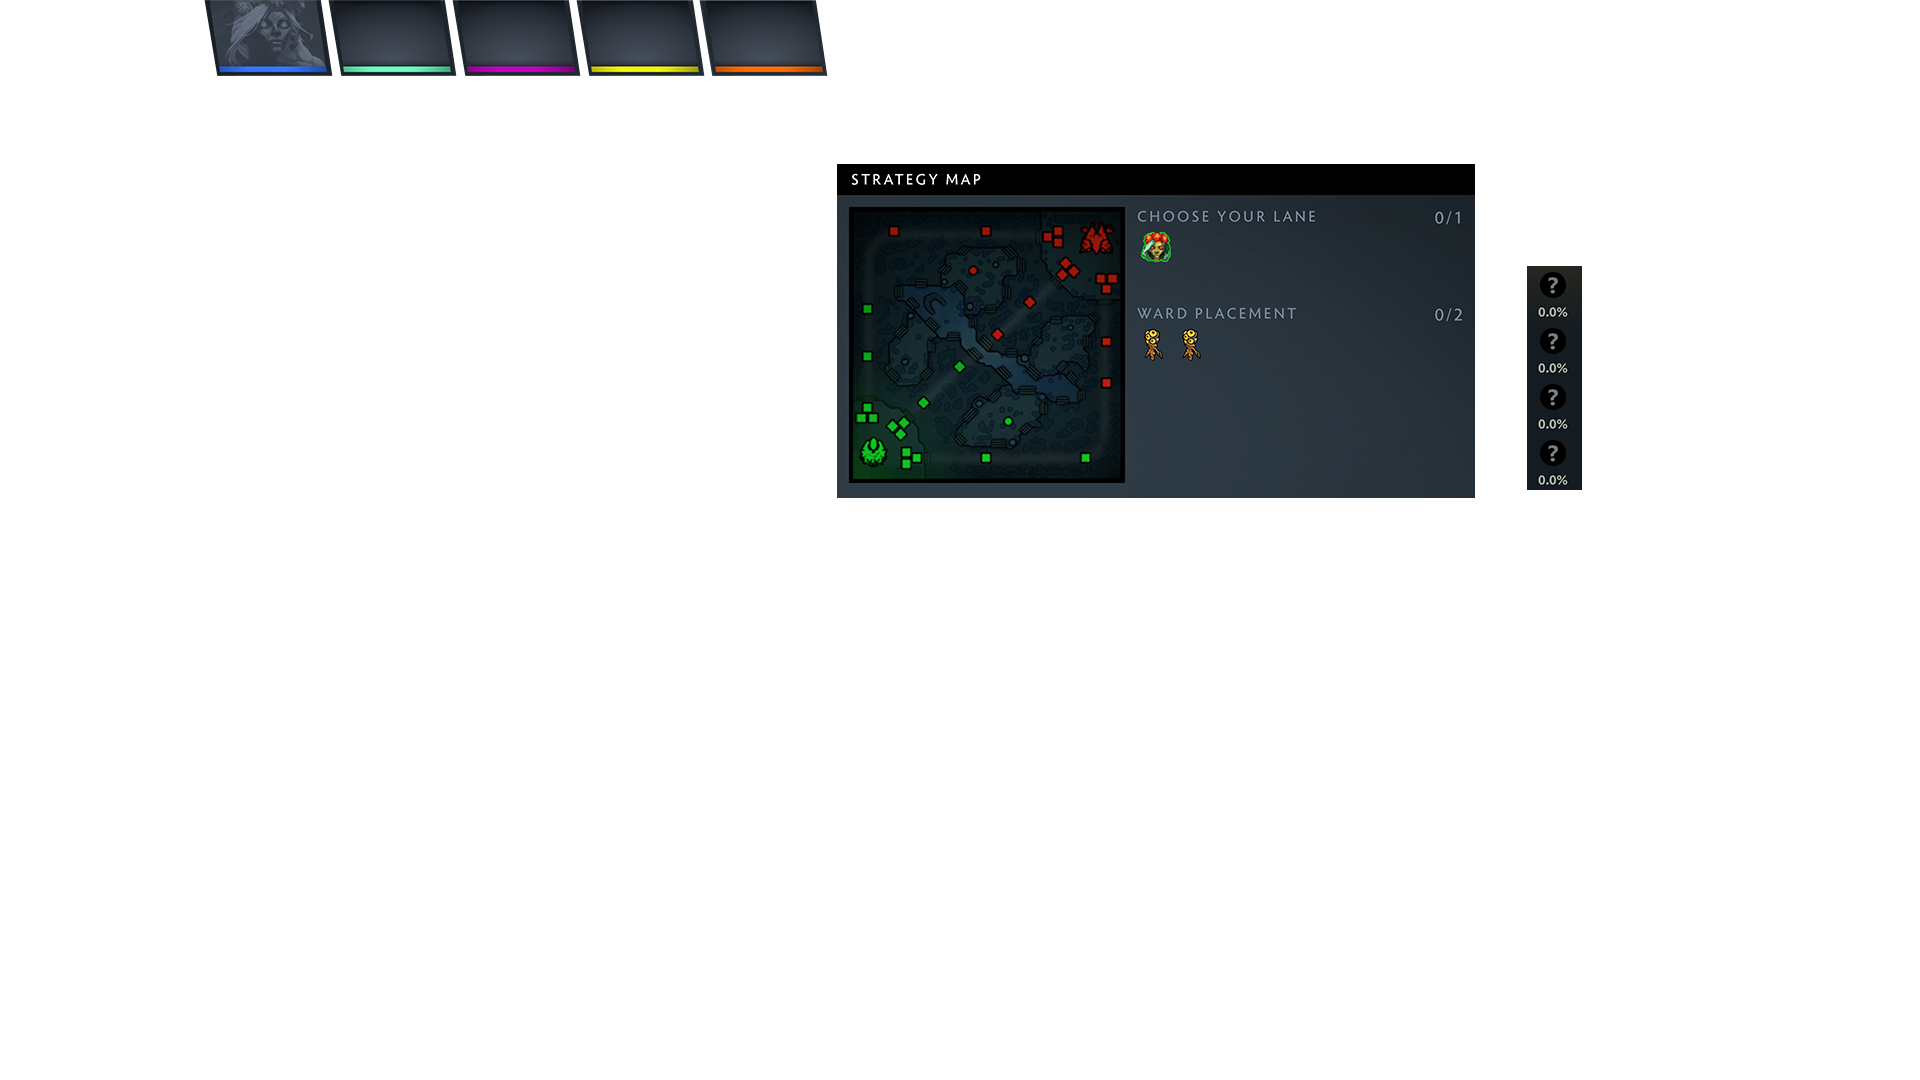 STRATEGY MAP
CHOOSE YOUR LANE 0/1
WARD PLACEMENT 0/2
?
0.0%
?
0.0%
?
0.0%
?
0.0%